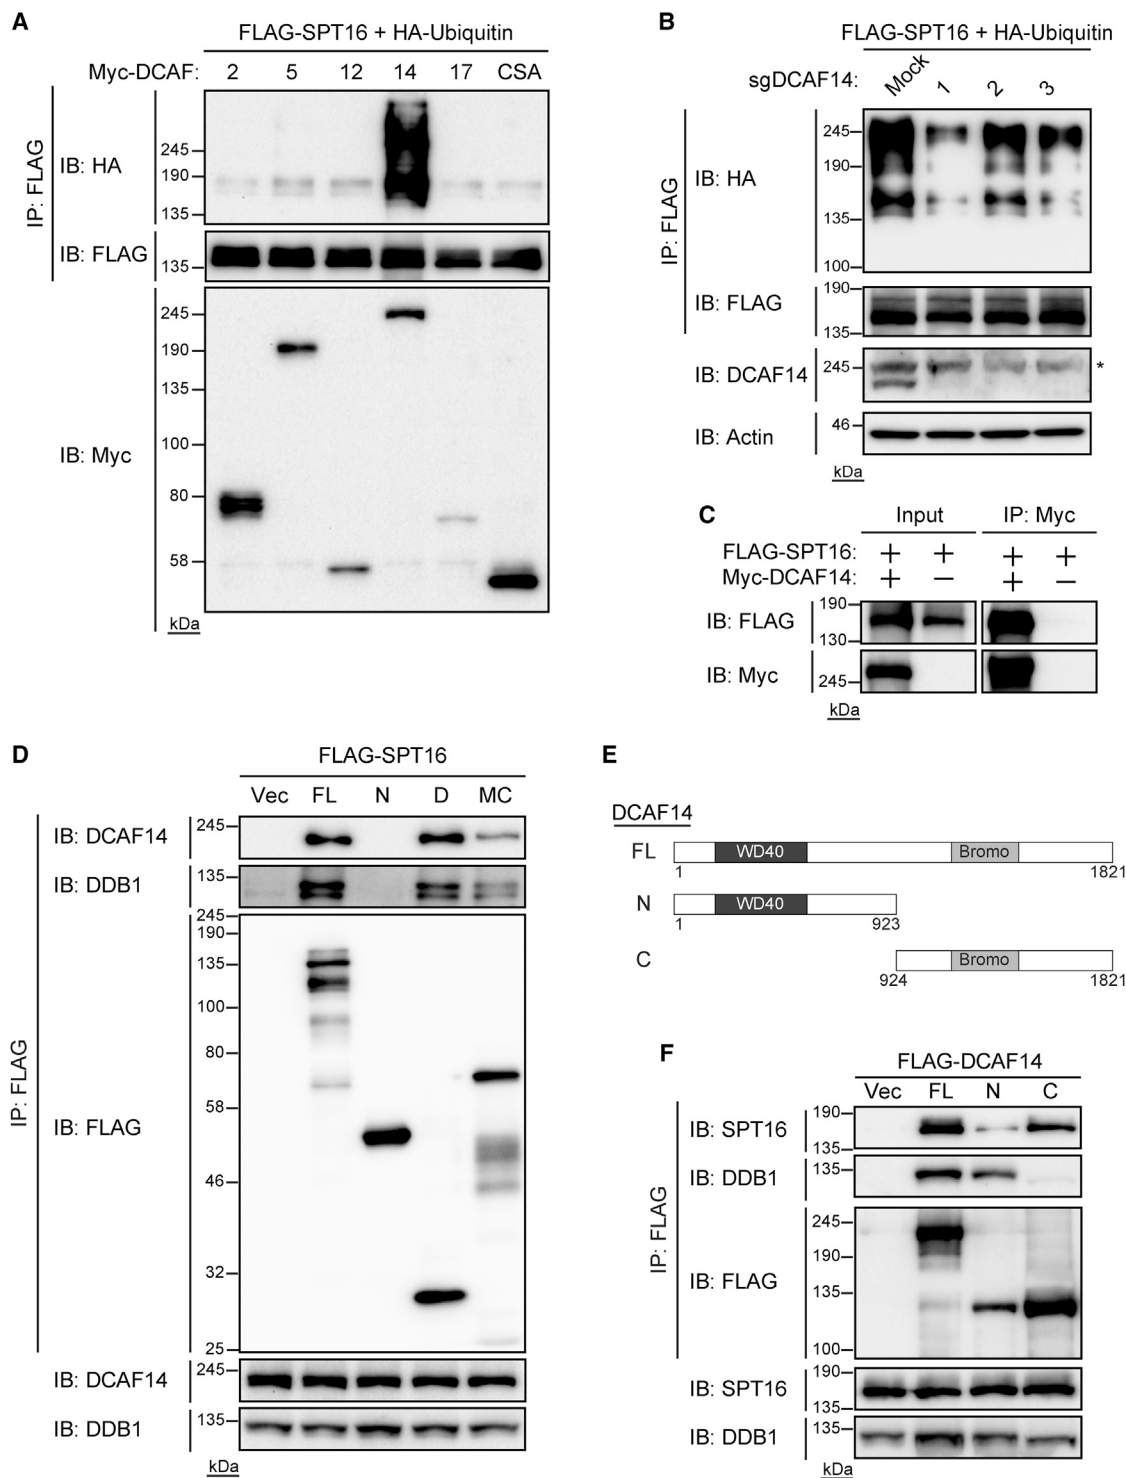 A
FLAG-SPT16 + HA-Ubiquitin
Myc-DCAF: 2 5 12 14 17 CSA
IP: FLAG
IB: HA
245
190
135
IB: FLAG
135
IB: Myc
245
190
135
100
80
58
kDa
B
FLAG-SPT16 + HA-Ubiquitin
sgDCAF14: Mock 1 2 3
IP: FLAG
IB: HA
245
190
135
100
IB: FLAG
190
135
IB: DCAF14
245
*
IB: Actin
46
kDa
C
Input IP: Myc
FLAG-SPT16: + + + +
Myc-DCAF14: + − + −
IB: FLAG
190
130
IB: Myc
245
kDa
D
FLAG-SPT16
Vec FL N D MC
IP: FLAG
IB: DCAF14
245
IB: DDB1
135
IB: FLAG
245
190
135
100
80
58
46
32
25
IB: DCAF14
245
IB: DDB1
135
kDa
E
DCAF14
FL WD40 Bromo
1 1821
N WD40
1 923
C Bromo
924 1821
F
FLAG-DCAF14
Vec FL N C
IP: FLAG
IB: SPT16
190
135
IB: DDB1
135
IB: FLAG
245
190
135
100
IB: SPT16
190
135
IB: DDB1
135
kDa